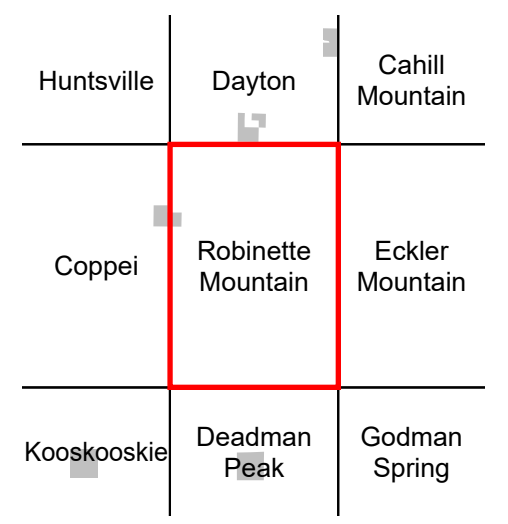 Huntsville
Dayton
Cahill
Mountain
Coppei
Robinette
Mountain
Eckler
Mountain
Kooskooskie
Deadman
Peak
Godman
Spring